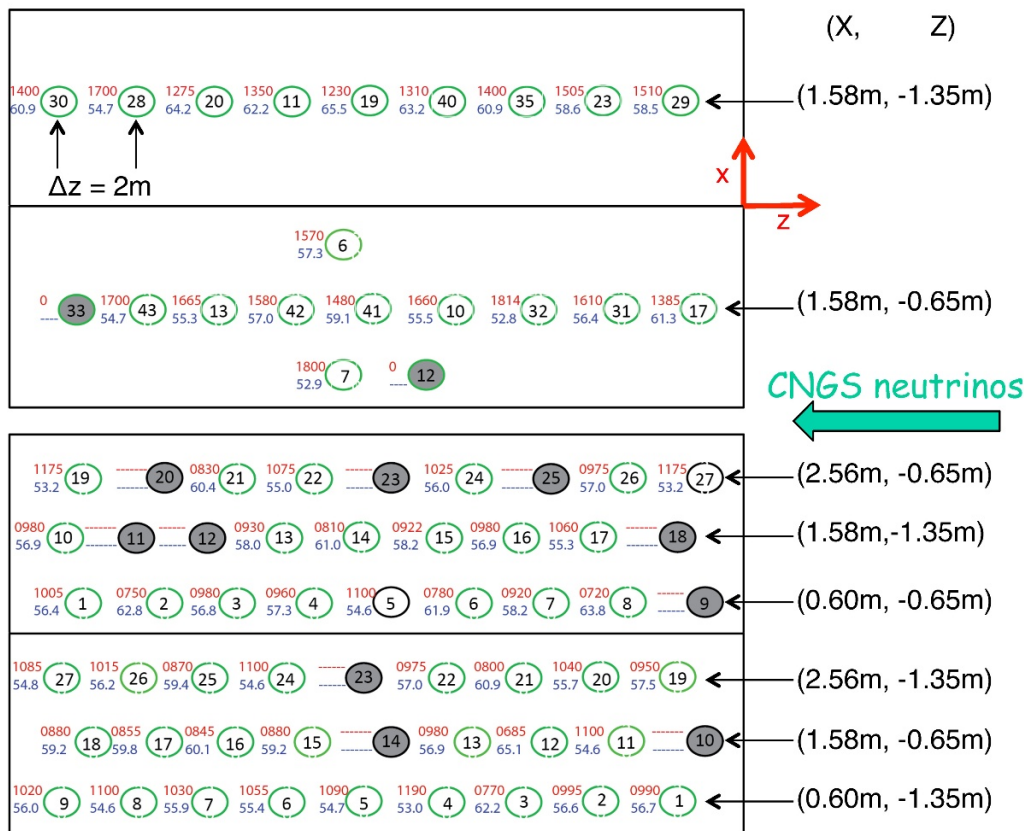 (X, Z)
1400 1700 1275 1350 1230 1310 1400 1505 1510
30 28 20 11 19 40 35 23 29 (1.58m, -1.35m)
60.9 54.7 64.2 62.2 65.5 63.2 60.9 58.6 58.5
Δz = 2m
x
z
1570
6
57.3
0 1700 1665 1580 1480 1660 1814 1610 1385
33 43 13 42 41 10 32 31 17 (1.58m, -0.65m)
---- 54.7 55.3 57.0 59.1 55.5 52.8 56.4 61.3
1800 0
7 12
52.9 ----
CNGS neutrinos
1175 ------ 0830 1075 ------ 1025 ------ 0975 1175
19 20 21 22 23 24 25 26 27 (2.56m, -0.65m)
53.2 ------ 60.4 55.0 ------ 56.0 ------ 57.0 53.2
0980 ------ ------ 0930 0810 0922 0980 1060 ------
10 11 12 13 14 15 16 17 18 (1.58m,-1.35m)
56.9 ------ ------ 58.0 61.0 58.2 56.9 55.3 ------
1005 0750 0980 0960 1100 0780 0920 0720 ------
1 2 3 4 5 6 7 8 9 (0.60m, -0.65m)
56.4 62.8 56.8 57.3 54.6 61.9 58.2 63.8 ------
1085 1015 0870 1100 ------ 0975 0800 1040 0950
27 26 25 24 23 22 21 20 19 (2.56m, -1.35m)
54.8 56.2 59.4 54.6 ------ 57.0 60.9 55.7 57.5
0880 0855 0845 0880 ------ 0980 0685 1100 ------
18 17 16 15 14 13 12 11 10 (1.58m, -0.65m)
59.2 59.8 60.1 59.2 ------ 56.9 65.1 54.6 ------
1020 1100 1030 1055 1090 1190 0770 0995 0990
9 8 7 6 5 4 3 2 1 (0.60m, -1.35m)
56.0 54.6 55.9 55.4 54.7 53.0 62.2 56.6 56.7